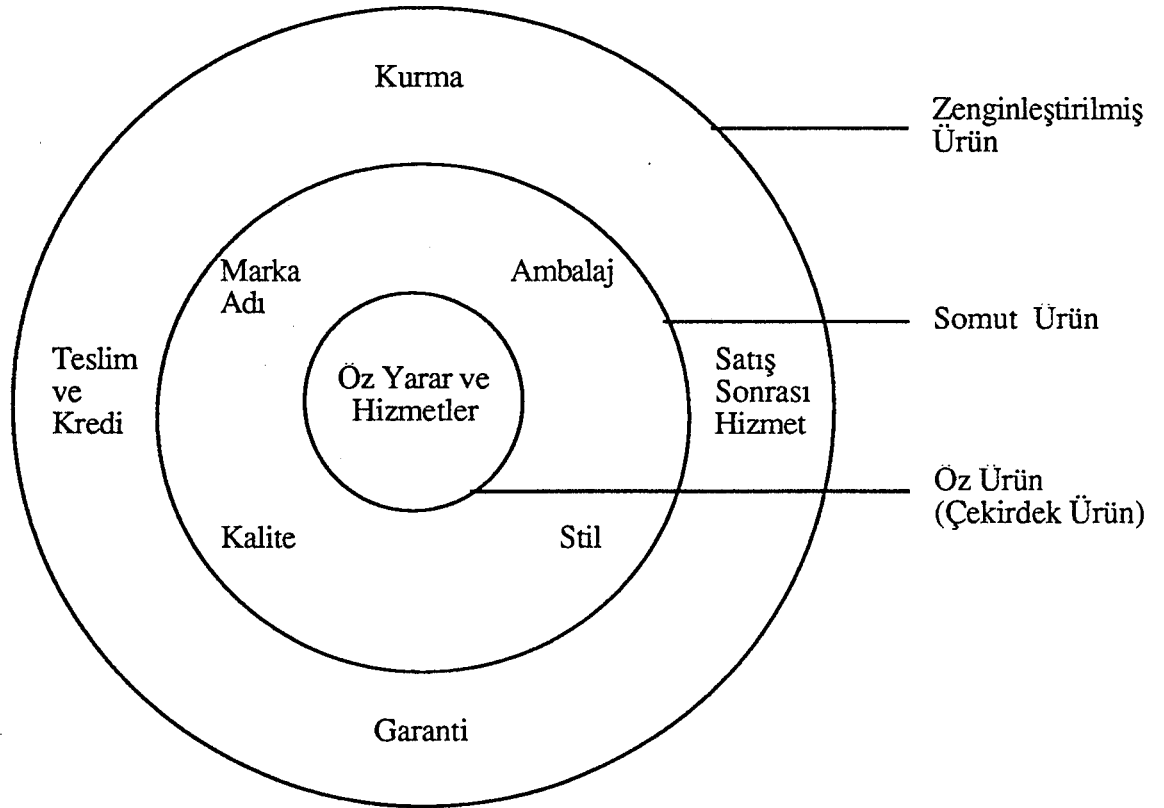 Kurma
Zenginleştirilmiş
Ürün
Marka
Adı
Ambalaj
Somut Ürün
Teslim
ve
Kredi
Öz Yarar ve
Hizmetler
Satış
Sonrası
Hizmet
Öz Ürün
(Çekirdek Ürün)
Kalite
Stil
Garanti